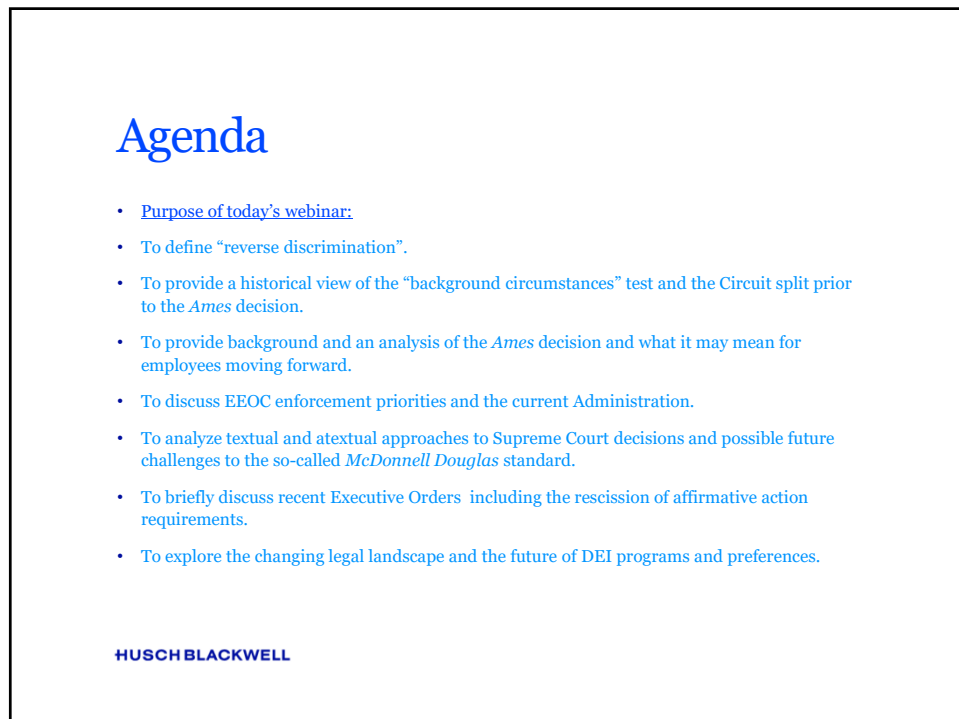 Agenda
• Purpose of today’s webinar:
• To define “reverse discrimination”.
• To provide a historical view of the “background circumstances” test and the Circuit split prior
to the Ames decision.
• To provide background and an analysis of the Ames decision and what it may mean for
employees moving forward.
• To discuss EEOC enforcement priorities and the current Administration.
• To analyze textual and atextual approaches to Supreme Court decisions and possible future
challenges to the so-called McDonnell Douglas standard.
• To briefly discuss recent Executive Orders  including the rescission of affirmative action
requirements.
• To explore the changing legal landscape and the future of DEI programs and preferences.
HUSCH BLACKWELL